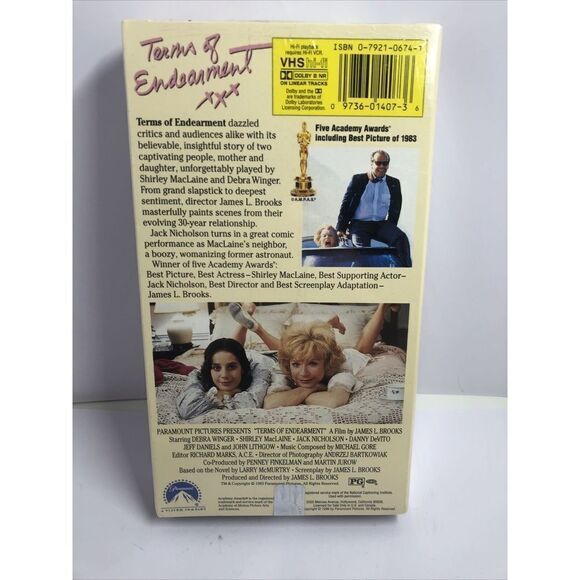 Terms of
Endearment
xxx
Hi-Fi playback
requires Hi-Fi VCR.
VHS hi-fi
DOLBY B NR
ON LINEAR TRACKS
Dolby and the
are trademarks of
Dolby Laboratories
Licensing Corporation.
ISBN 0-7921-0674-1
0 9736-01407-3 6
Terms of Endearment dazzled
critics and audiences alike with its
believable, insightful story of two
captivating people, mother and
daughter, unforgettably played by
Shirley MacLaine and Debra Winger.
From grand slapstick to deepest
sentiment, director James L. Brooks
masterfully paints scenes from their
evolving 30-year relationship.
Jack Nicholson turns in a great comic
performance as MacLaine's neighbor,
a boozy, womanizing former astronaut.
Winner of five Academy Awards®:
Best Picture, Best Actress–Shirley MacLaine, Best Supporting Actor–
Jack Nicholson, Best Director and Best Screenplay Adaptation–
James L. Brooks.
Five Academy Awards®
including Best Picture of 1983
©A.M.P.A.S.®
PARAMOUNT PICTURES PRESENTS "TERMS OF ENDEARMENT" A Film by JAMES L. BROOKS
Starring DEBRA WINGER · SHIRLEY MacLAINE · JACK NICHOLSON · DANNY DeVITO
JEFF DANIELS and JOHN LITHGOW · Music Composed by MICHAEL GORE
Editor RICHARD MARKS, A.C.E. · Director of Photography ANDRZEJ BARTKOWIAK
Co-Produced by PENNEY FINKELMAN and MARTIN JUROW
Based on the Novel by LARRY McMURTRY · Screenplay by JAMES L. BROOKS
Produced and Directed by JAMES L. BROOKS
PG
Paramount